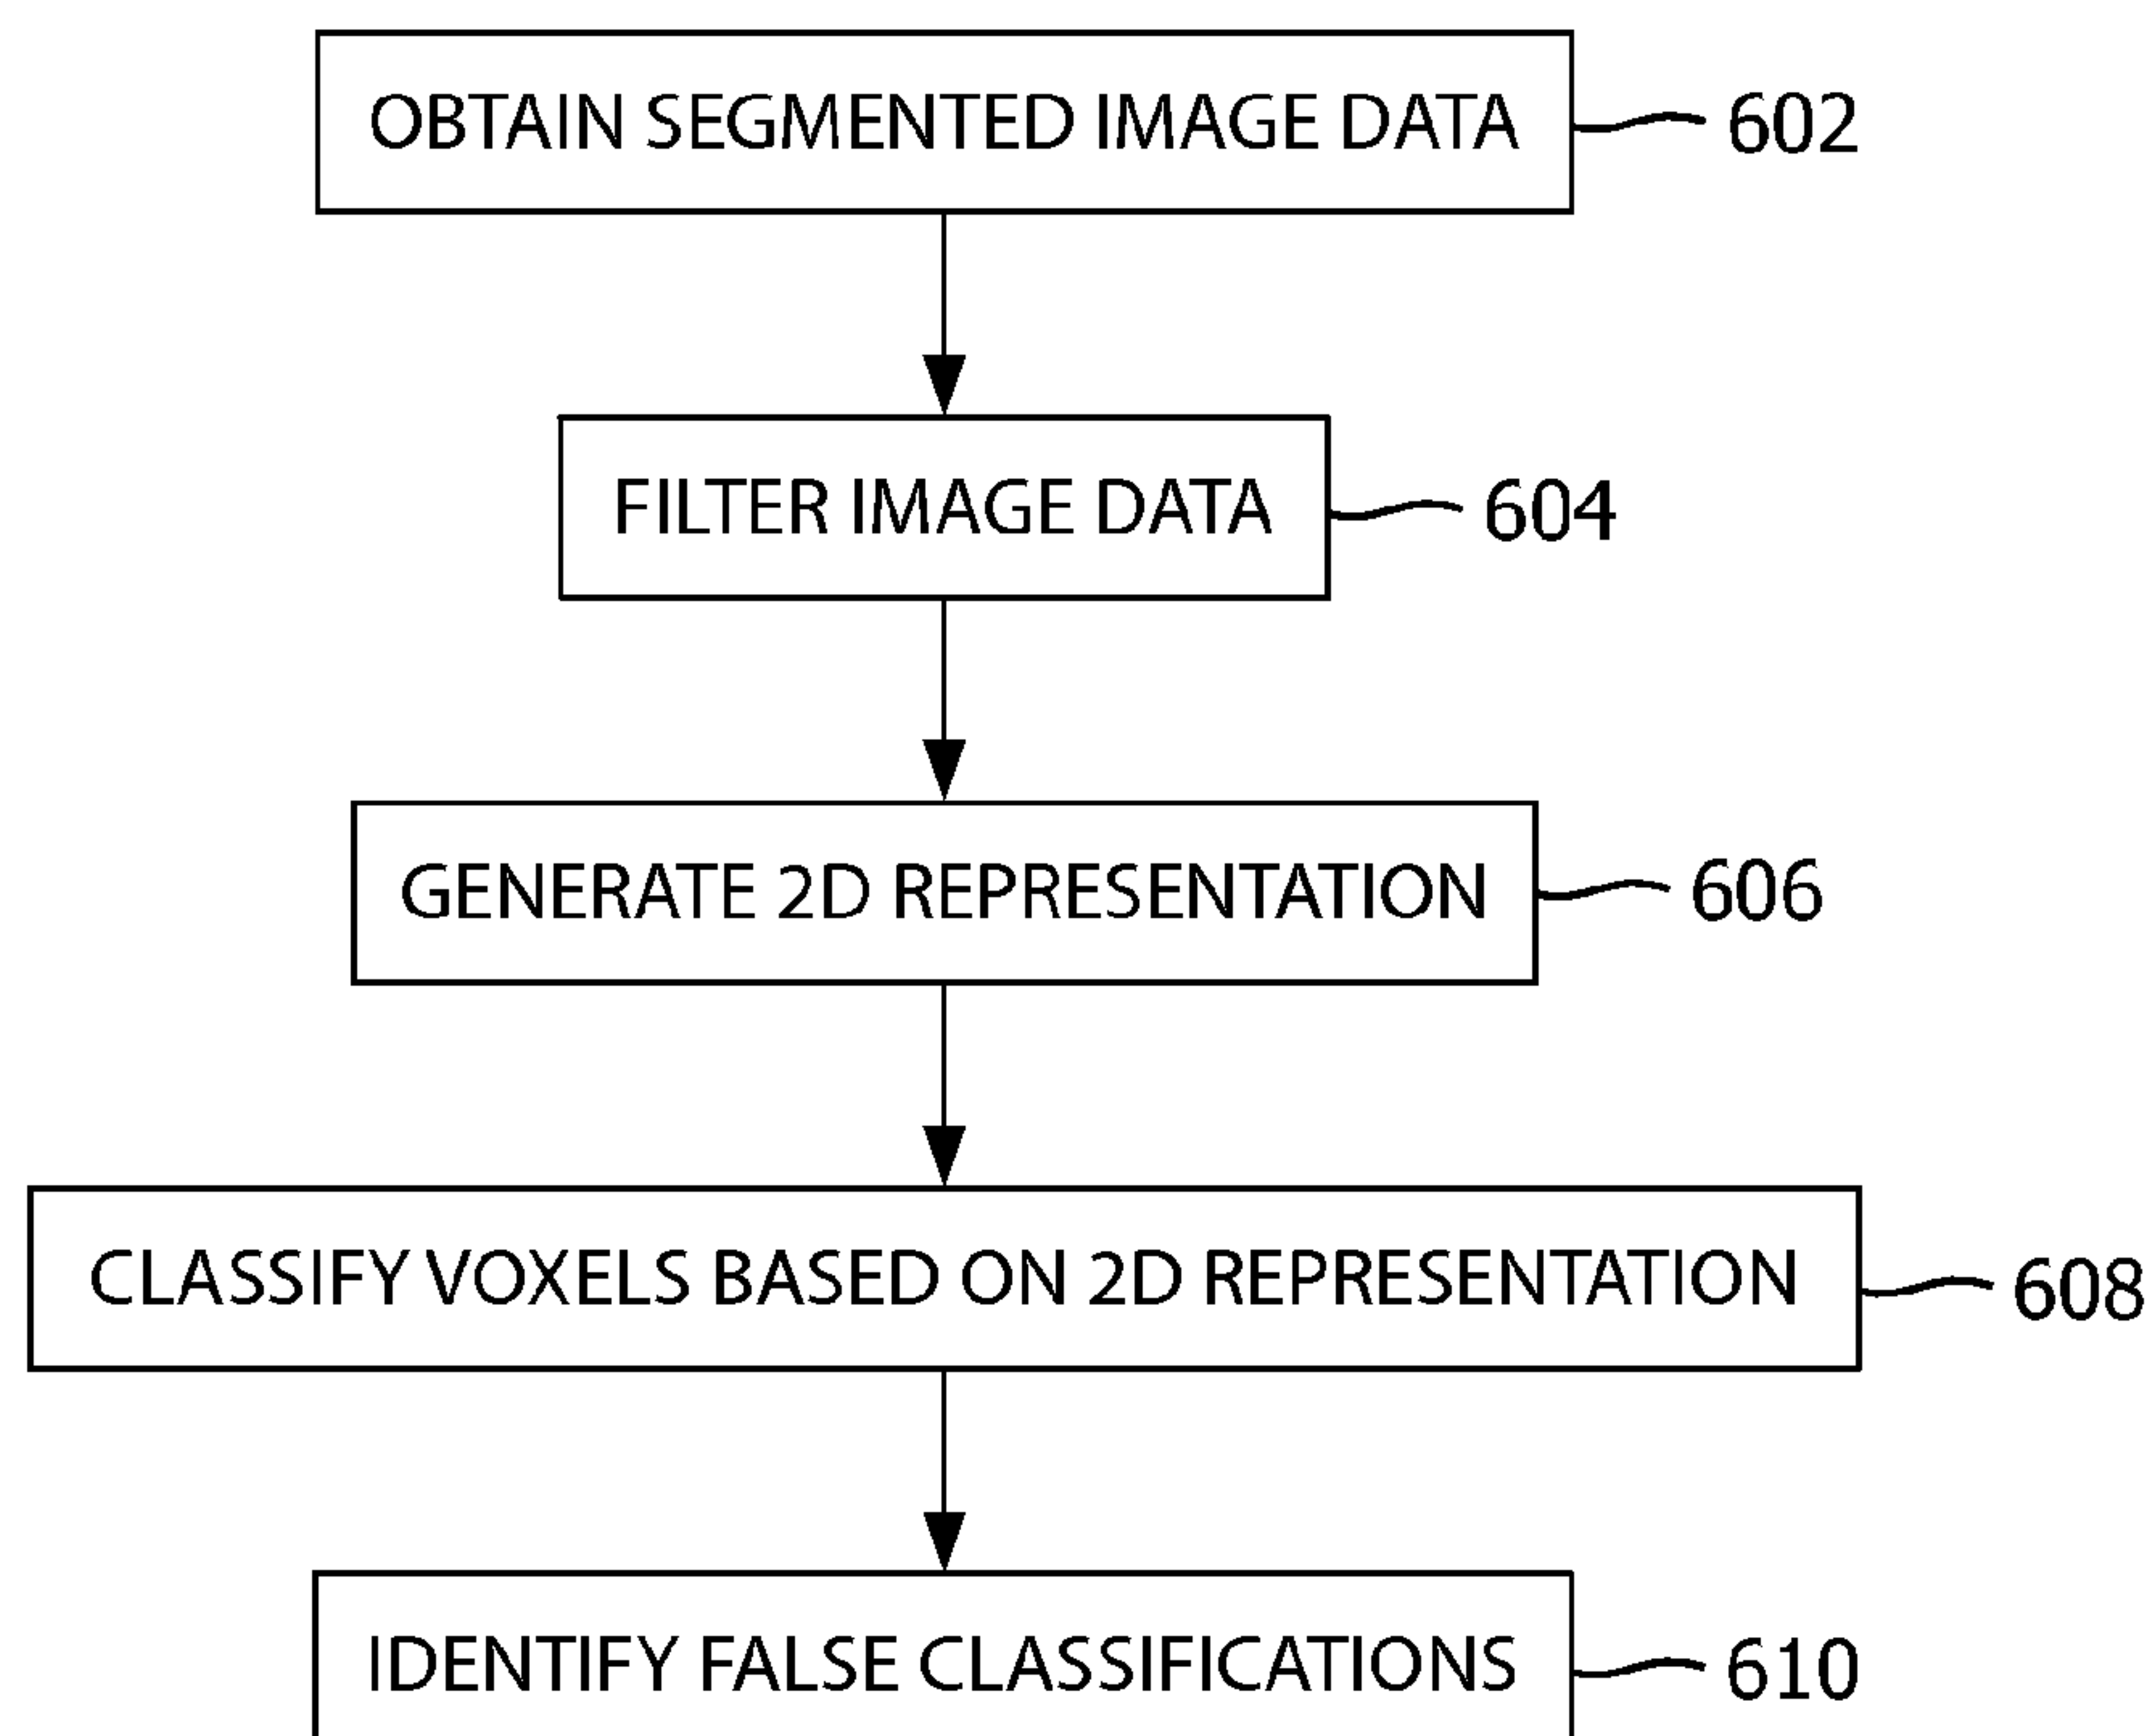 OBTAIN SEGMENTED IMAGE DATA 602
FILTER IMAGE DATA 604
GENERATE 2D REPRESENTATION 606
CLASSIFY VOXELS BASED ON 2D REPRESENTATION 608
IDENTIFY FALSE CLASSIFICATIONS 610